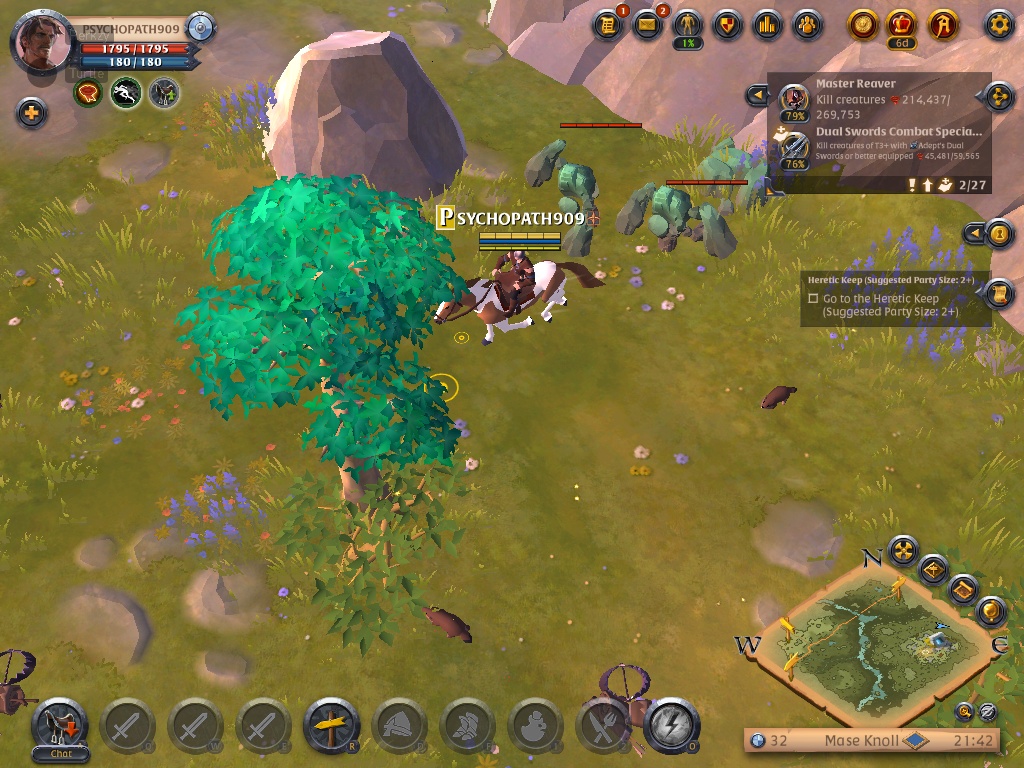 PSYCHOPATH909
1795/1795
180/180
Turtle
1
2
1%
6d
Master Reaver
Kill creatures 214,437/
269,753
79%
Dual Swords Combat Specia...
Kill creatures of T3+ with Adept's Dual
Swords or better equipped 45,481/59,565
76%
2/27
PSYCHOPATH909
Heretic Keep (Suggested Party Size: 2+)
Go to the Heretic Keep
(Suggested Party Size: 2+)
N
W
E
Chat
Q
W
E
R
D
F
O
32
Mase Knoll
21:42